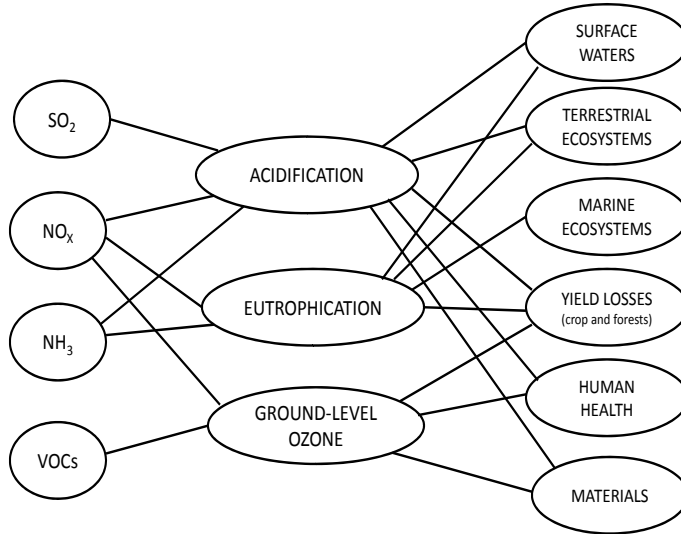 SO₂
NOₓ
NH₃
VOCs
ACIDIFICATION
EUTROPHICATION
GROUND-LEVEL
OZONE
SURFACE
WATERS
TERRESTRIAL
ECOSYSTEMS
MARINE
ECOSYSTEMS
YIELD LOSSES
(crop and forests)
HUMAN
HEALTH
MATERIALS